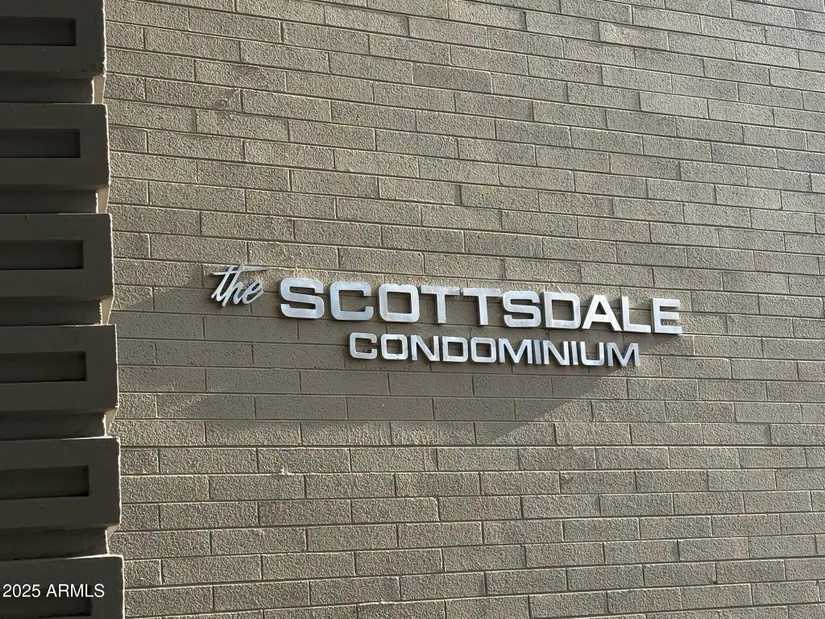 the SCOTTSDALE
CONDOMINIUM
2025 ARMLS